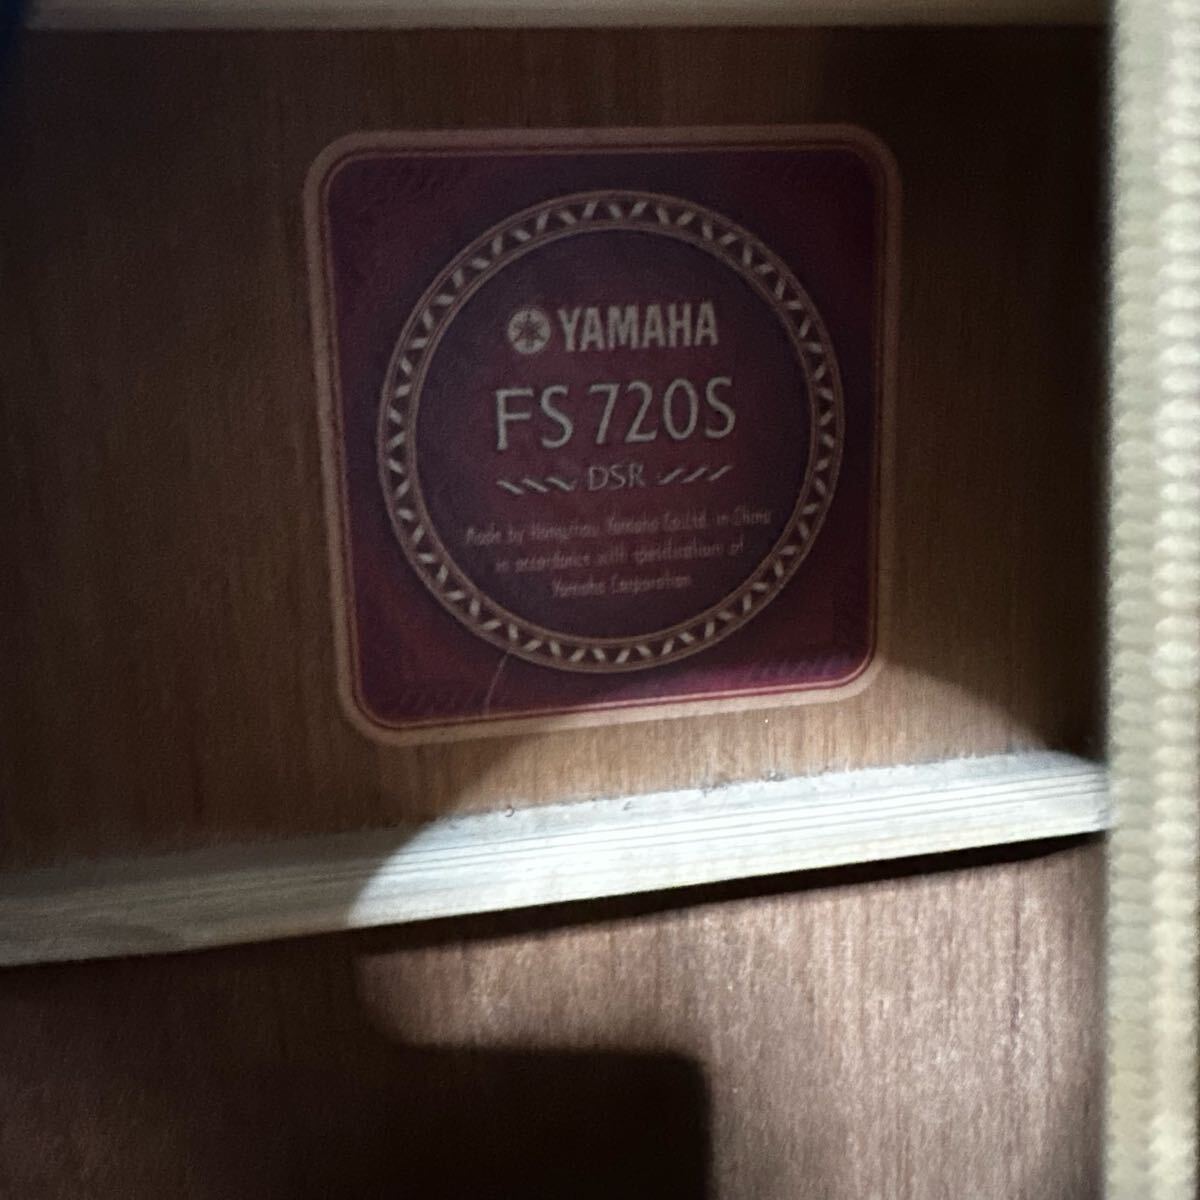 YAMAHA
FS720S
DSR
Made by Hangzhou Yamaha Co., Ltd. in China
in accordance with specifications of
Yamaha Corporation